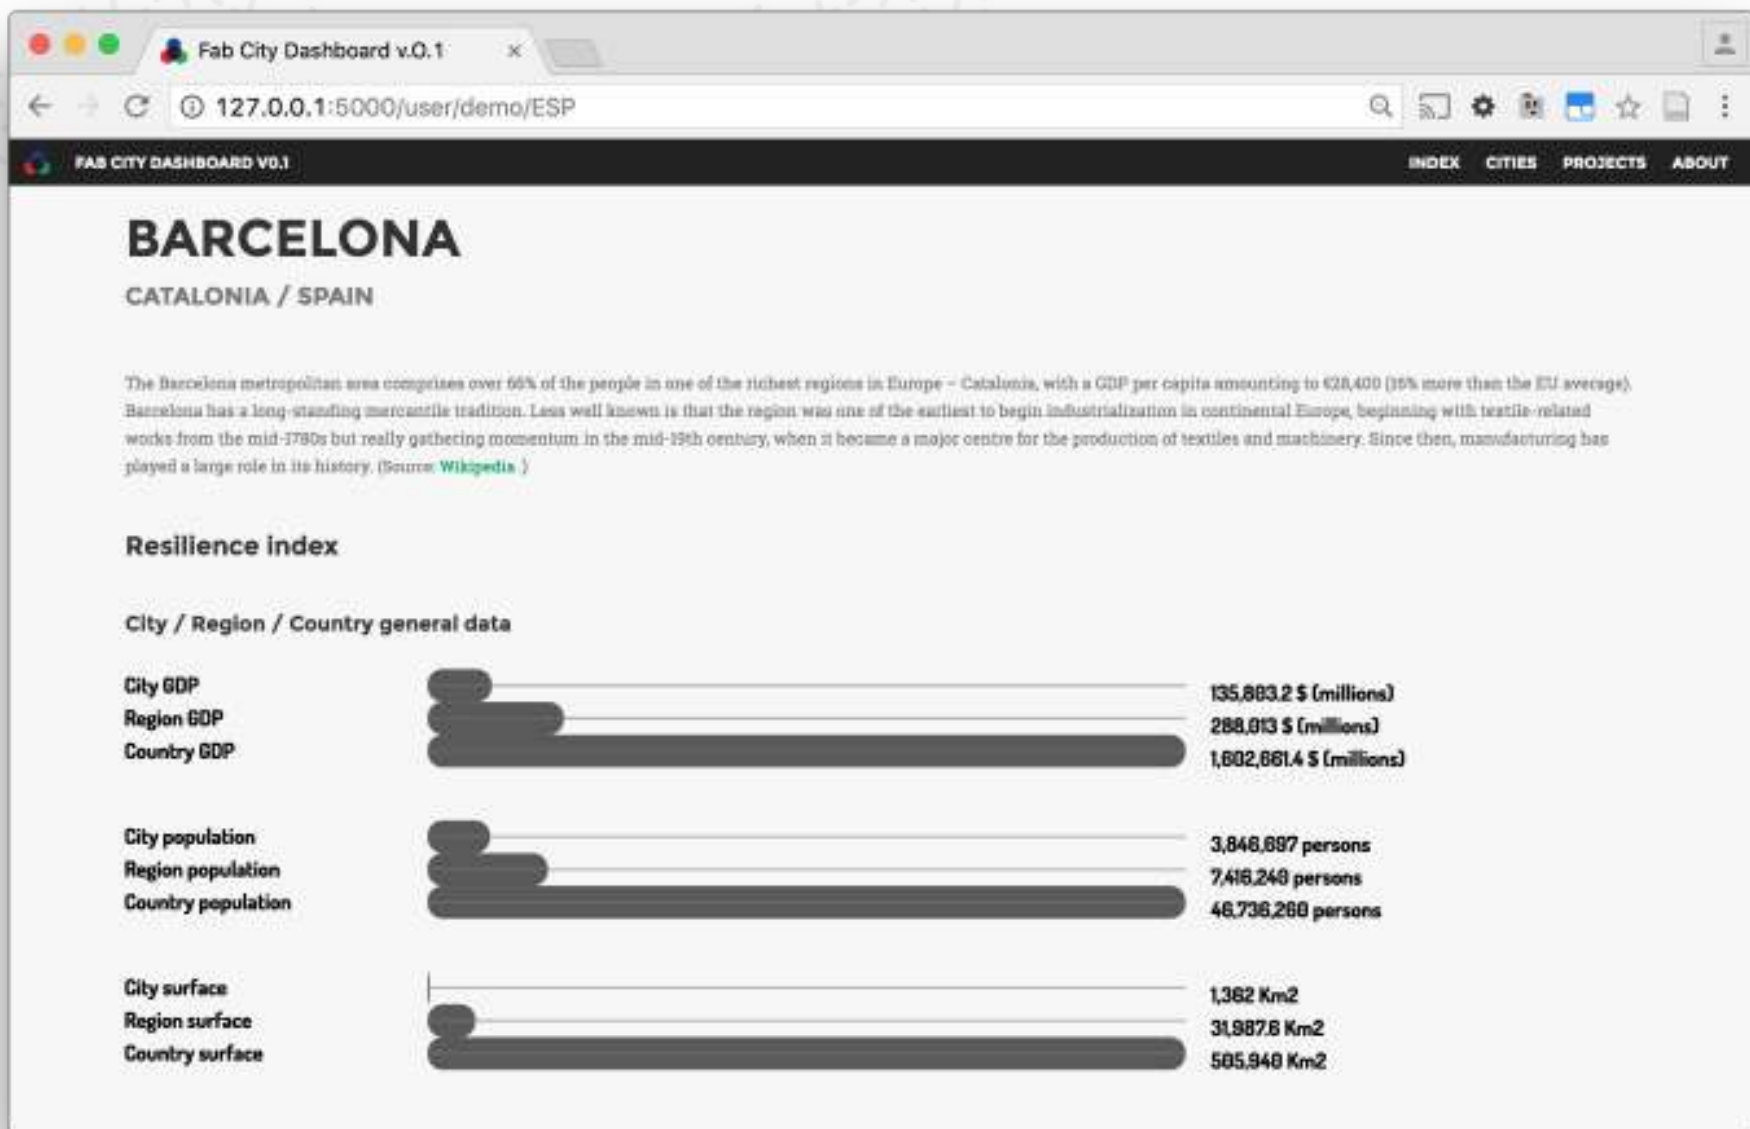 Fab City Dashboard v.0.1
127.0.0.1:5000/user/demo/ESP
FAB CITY DASHBOARD V0.1 INDEX CITIES PROJECTS ABOUT
BARCELONA
CATALONIA / SPAIN
The Barcelona metropolitan area comprises over 66% of the people in one of the richest regions in Europe – Catalonia, with a GDP per capita amounting to €28,400 (16% more than the EU average).
Barcelona has a long-standing mercantile tradition. Less well known is that the region was one of the earliest to begin industrialization in continental Europe, beginning with textile-related
works from the mid-1780s but really gathering momentum in the mid-19th century, when it became a major centre for the production of textiles and machinery. Since then, manufacturing has
played a large role in its history. (Source: Wikipedia.)
Resilience index
City / Region / Country general data
City GDP 135,803.2 $ (millions)
Region GDP 288,013 $ (millions)
Country GDP 1,602,661.4 $ (millions)
City population 3,846,697 persons
Region population 7,416,240 persons
Country population 46,736,260 persons
City surface 1,362 Km2
Region surface 31,987.6 Km2
Country surface 505,940 Km2